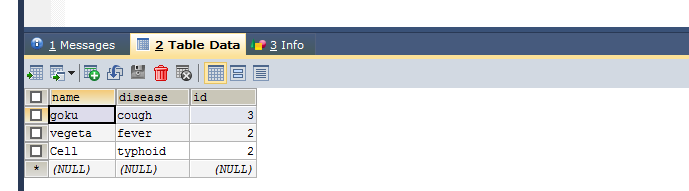 1 Messages 2 Table Data 3 Info
name disease id
goku cough 3
vegeta fever 2
Cell typhoid 2
* (NULL) (NULL) (NULL)